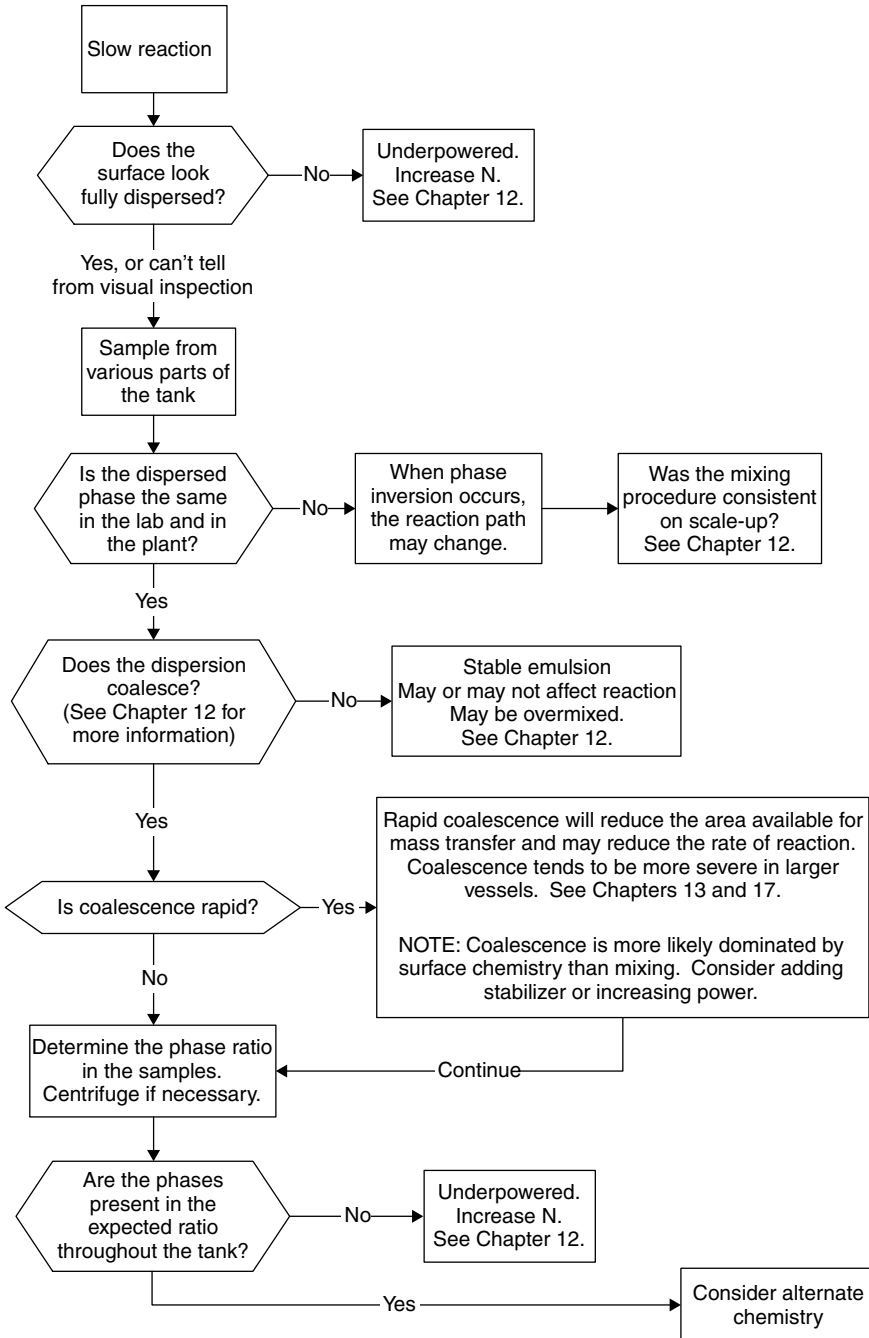 Slow reaction
Does the
surface look
fully dispersed?
No
Underpowered.
Increase N.
See Chapter 12.
Yes, or can't tell
from visual inspection
Sample from
various parts of
the tank
Is the dispersed
phase the same
in the lab and in
the plant?
No
When phase
inversion occurs,
the reaction path
may change.
Was the mixing
procedure consistent
on scale-up?
See Chapter 12.
Yes
Does the dispersion
coalesce?
(See Chapter 12 for
more information)
No
Stable emulsion
May or may not affect reaction
May be overmixed.
See Chapter 12.
Yes
Is coalescence rapid?
Yes
Rapid coalescence will reduce the area available for
mass transfer and may reduce the rate of reaction.
Coalescence tends to be more severe in larger
vessels. See Chapters 13 and 17.
NOTE: Coalescence is more likely dominated by
surface chemistry than mixing. Consider adding
stabilizer or increasing power.
No
Determine the phase ratio
in the samples.
Centrifuge if necessary.
Continue
Are the phases
present in the
expected ratio
throughout the tank?
No
Underpowered.
Increase N.
See Chapter 12.
Yes
Consider alternate
chemistry